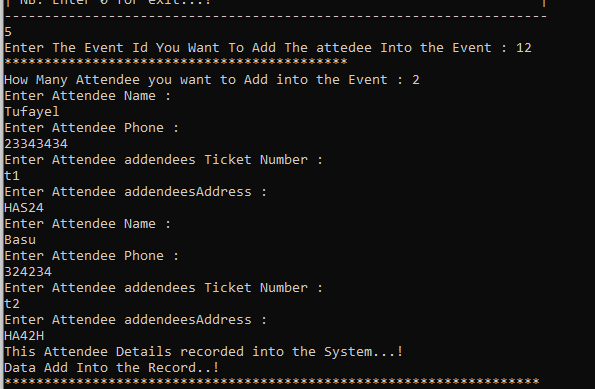 | NB: Enter 0 for exit...! |
--------------------------------------------------------------------
5
Enter The Event Id You Want To Add The attedee Into the Event : 12
*******************************************
How Many Attendee you want to Add into the Event : 2
Enter Attendee Name :
Tufayel
Enter Attendee Phone :
23343434
Enter Attendee addendees Ticket Number :
t1
Enter Attendee addendeesAddress :
HAS24
Enter Attendee Name :
Basu
Enter Attendee Phone :
324234
Enter Attendee addendees Ticket Number :
t2
Enter Attendee addendeesAddress :
HA42H
This Attendee Details recorded into the System...!
Data Add Into the Record..!
*******************************************************************